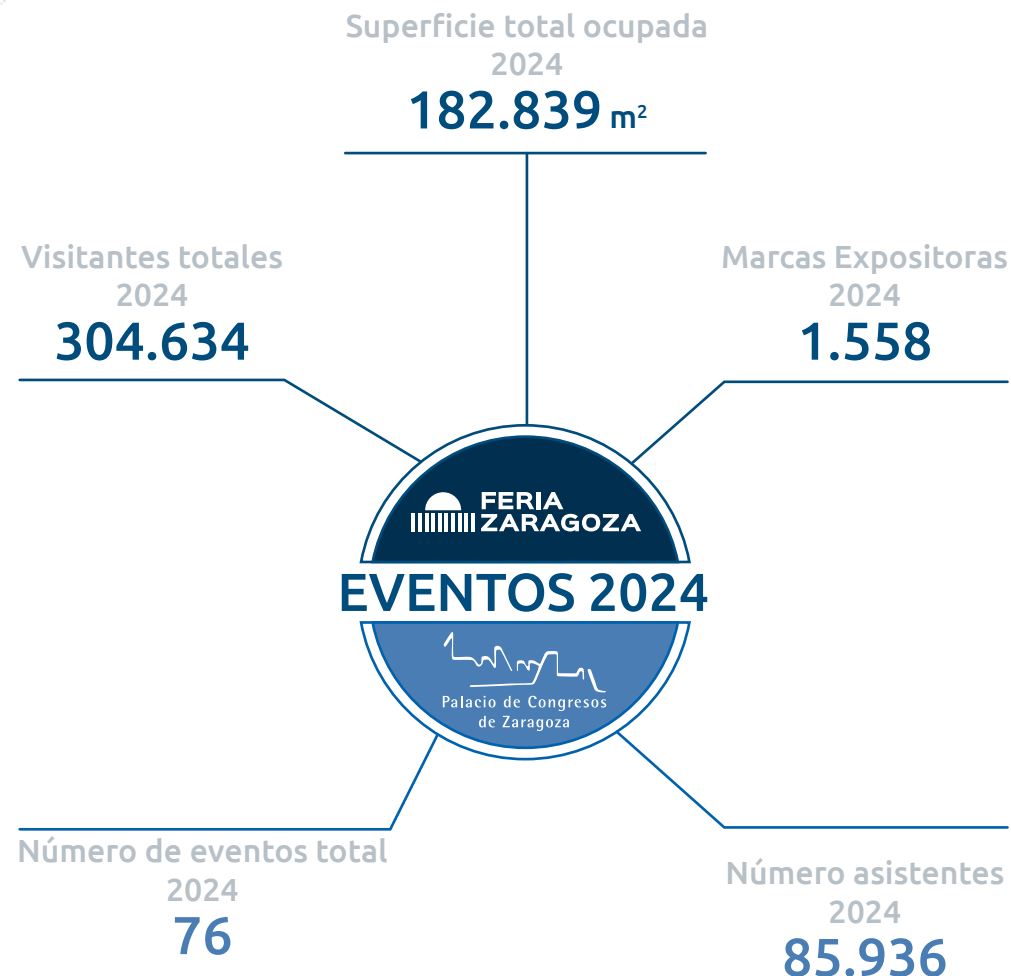 Superficie total ocupada
2024
182.839 m²
Visitantes totales
2024
304.634
Marcas Expositoras
2024
1.558
FERIA
ZARAGOZA
EVENTOS 2024
Palacio de Congresos
de Zaragoza
Número de eventos total
2024
76
Número asistentes
2024
85.936